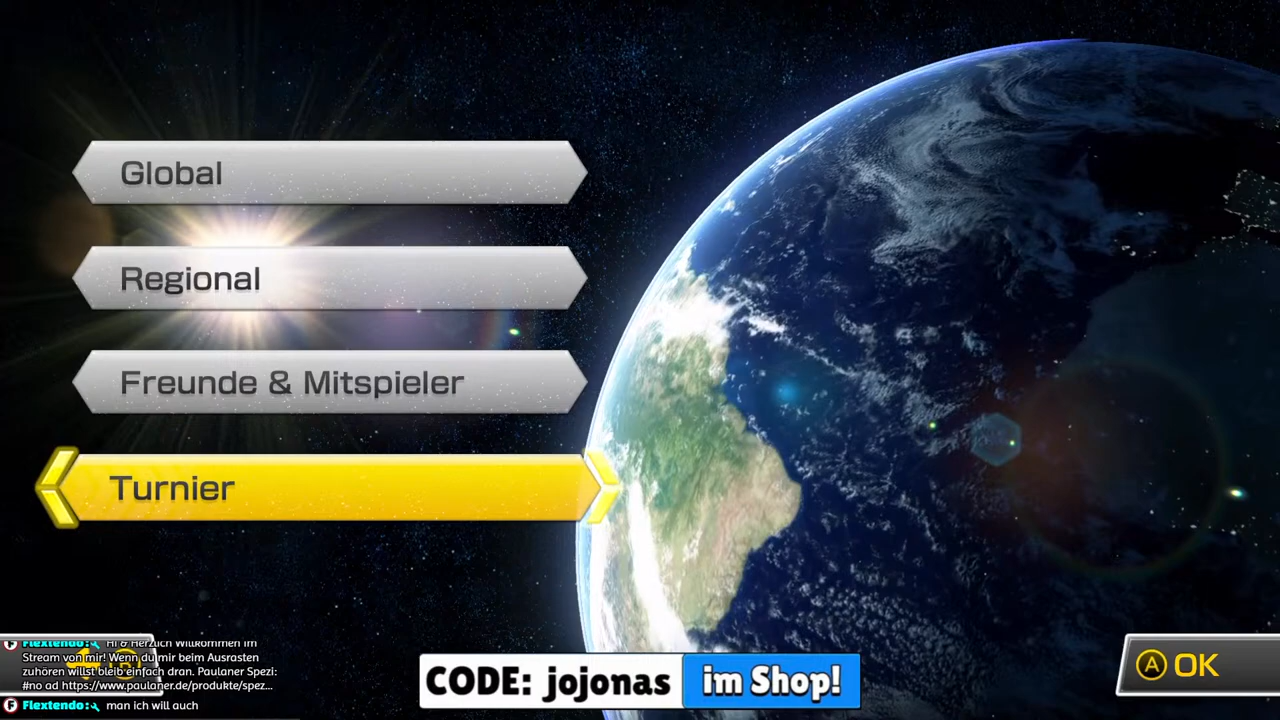 Global
Regional
Freunde & Mitspieler
Turnier
Flextendo: Hi & Herzlich Willkommen im
Stream von mir! Wenn du mir beim Ausrasten
zuhören willst bleib einfach dran. Paulaner Spezi:
#no ad https://www.paulaner.de/produkte/spez...
Flextendo: man ich will auch
CODE: jojonas im Shop!
A OK